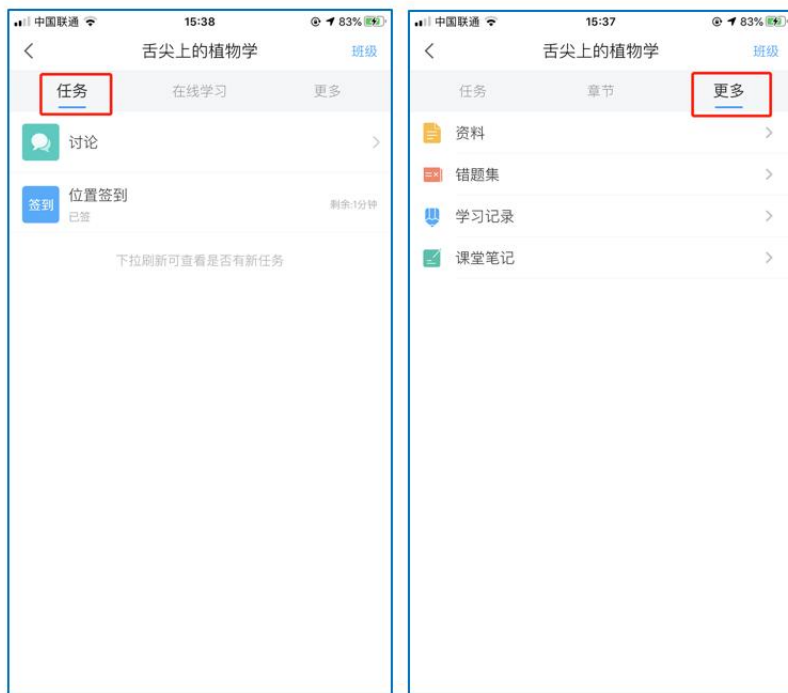 中国联通 15:38 83%
舌尖上的植物学 班级
任务 在线学习 更多
讨论
签到 位置签到 剩余:1分钟
已签
下拉刷新可查看是否有新任务
中国联通 15:37 83%
舌尖上的植物学 班级
任务 章节 更多
资料
错题集
学习记录
课堂笔记